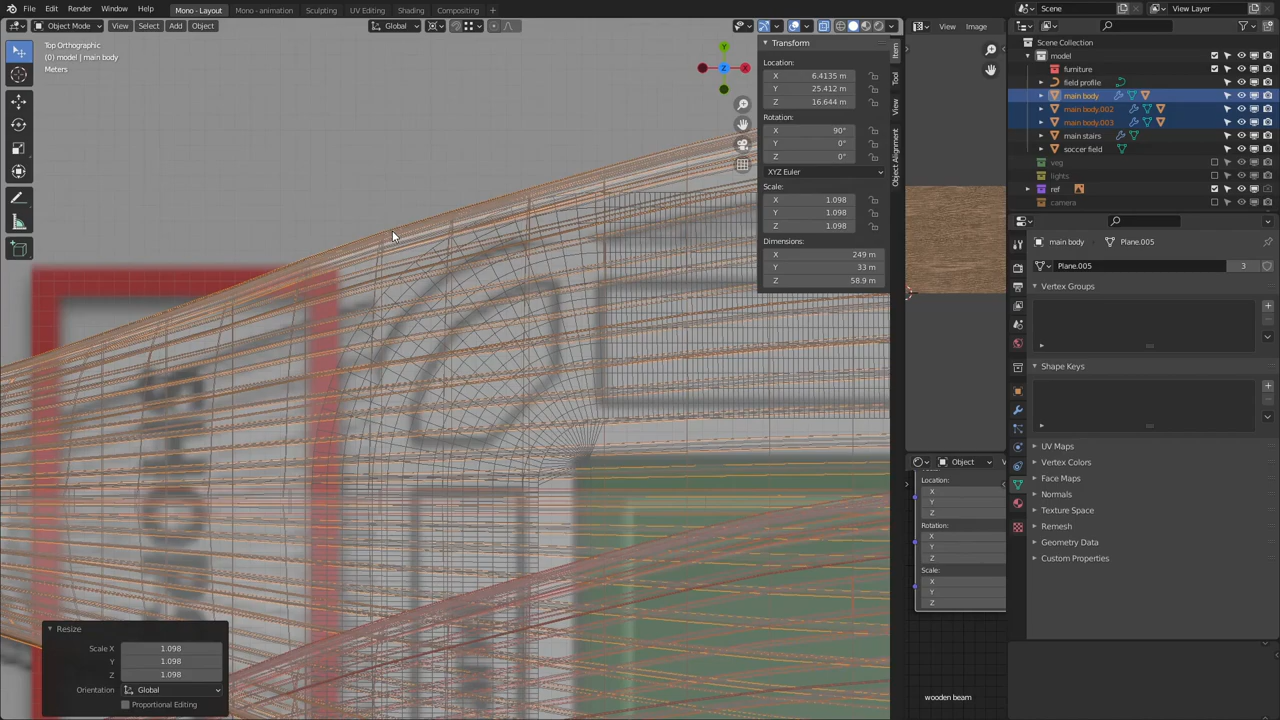 File Edit Render Window Help Mono - Layout Mono - animation Sculpting UV Editing Compositing Shading + Scene View Layer
Object Mode View Select Add Object Global View Image
Top Orthographic
(0) model | main body
Meters
Y
Z
X
Transform
Location:
X 6.4135 m
Y 25.412 m
Z 16.644 m
Rotation:
X 90°
Y 0°
Z 0°
XYZ Euler
Scale:
X 1.098
Y 1.098
Z 1.098
Dimensions:
X 249 m
Y 33 m
Z 58.9 m
Item
Tool
View
Object Alignment
Scene Collection
model
furniture
field profile
main body
main body.002
main body.003
main stairs
soccer field
veg
lights
ref
camera
main body Plane.005
Plane.005 3
Vertex Groups
Shape Keys
UV Maps
Vertex Colors
Face Maps
Normals
Texture Space
Remesh
Geometry Data
Custom Properties
Object
Location:
X
Y
Z
Rotation:
X
Y
Z
Scale:
X
Y
Z
wooden beam
Resize
Scale X 1.098
Y 1.098
Z 1.098
Orientation Global
Proportional Editing